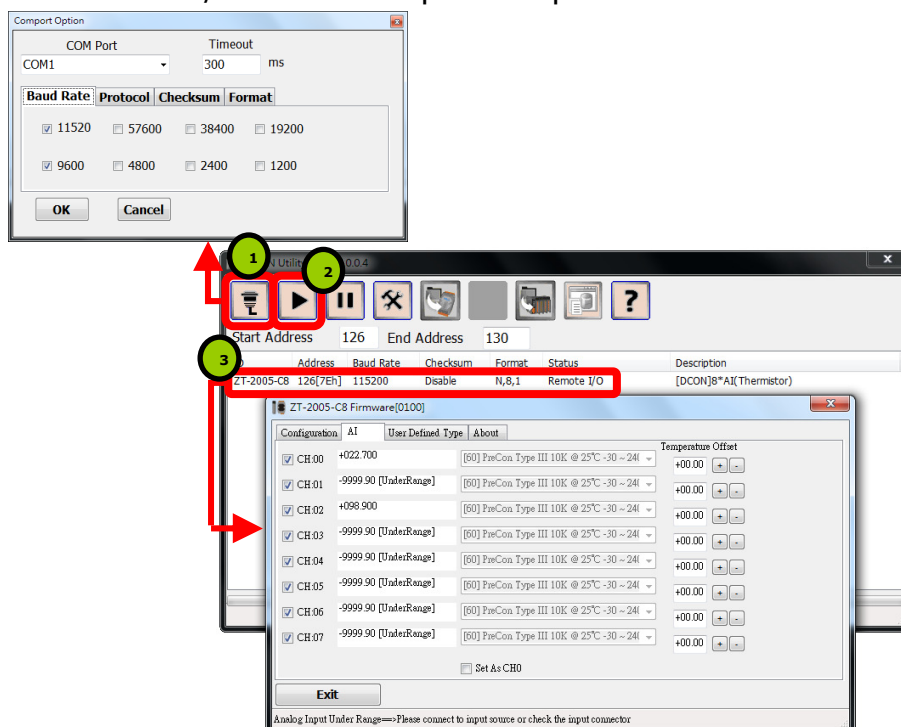 Comport Option
COM Port Timeout
COM1 300 ms
Baud Rate Protocol Checksum Format
11520 57600 38400 19200
9600 4800 2400 1200
OK Cancel
1
2
0.0.4
Start Address 126 End Address 130
3
Address Baud Rate Checksum Format Status Description
ZT-2005-C8 126[7Eh] 115200 Disable N,8,1 Remote I/O [DCON]8*AI(Thermistor)
ZT-2005-C8 Firmware[0100]
Configuration AI User Defined Type About
Temperature Offset
CH:00 +022.700 [60] PreCon Type III 10K @ 25°C -30 ~ 24( +00.00 + -
CH:01 -9999.90 [UnderRange] [60] PreCon Type III 10K @ 25°C -30 ~ 24( +00.00 + -
CH:02 +098.900 [60] PreCon Type III 10K @ 25°C -30 ~ 24( +00.00 + -
CH:03 -9999.90 [UnderRange] [60] PreCon Type III 10K @ 25°C -30 ~ 24( +00.00 + -
CH:04 -9999.90 [UnderRange] [60] PreCon Type III 10K @ 25°C -30 ~ 24( +00.00 + -
CH:05 -9999.90 [UnderRange] [60] PreCon Type III 10K @ 25°C -30 ~ 24( +00.00 + -
CH:06 -9999.90 [UnderRange] [60] PreCon Type III 10K @ 25°C -30 ~ 24( +00.00 + -
CH:07 -9999.90 [UnderRange] [60] PreCon Type III 10K @ 25°C -30 ~ 24( +00.00 + -
Set As CH0
Exit
Analog Input Under Range==>Please connect to input source or check the input connector